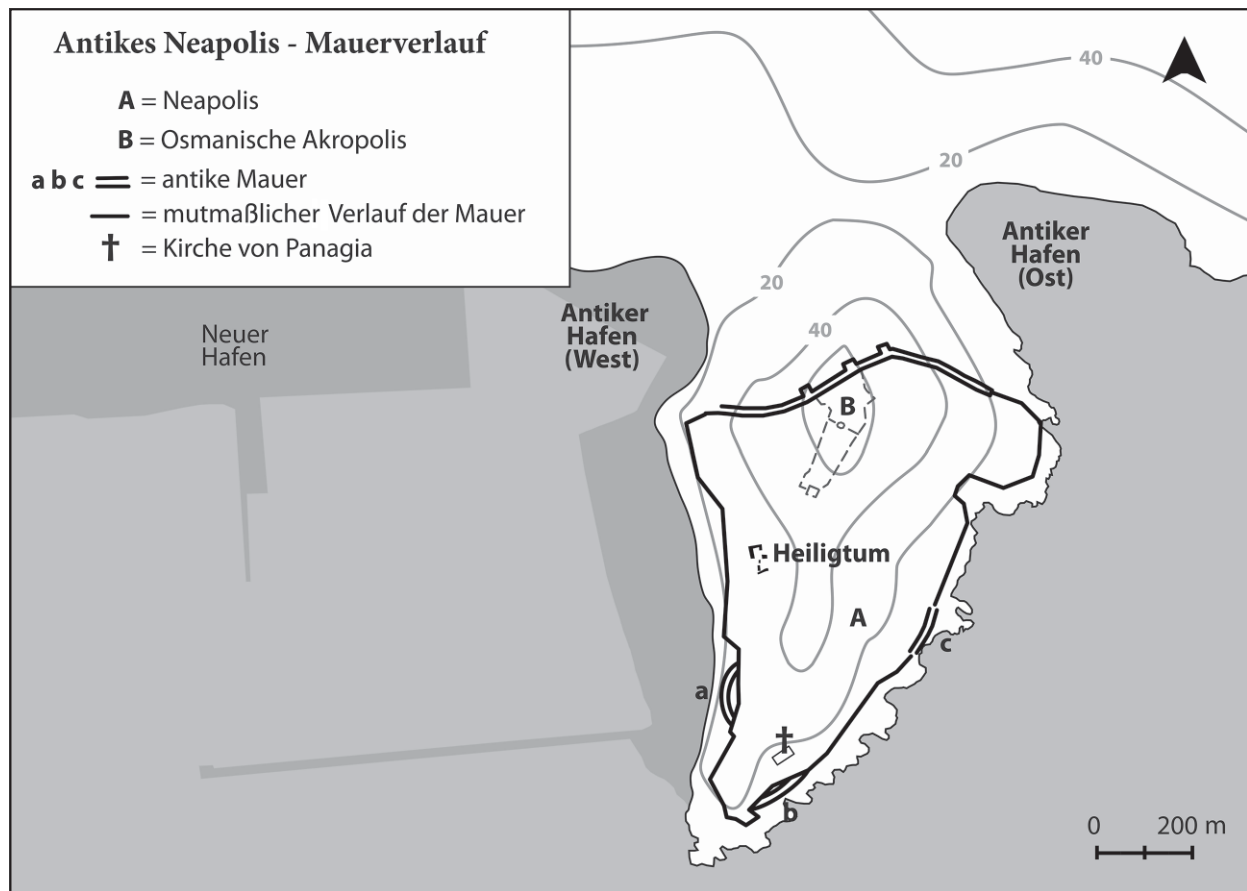 Antikes Neapolis - Mauerverlauf
A = Neapolis
B = Osmanische Akropolis
a b c = antike Mauer
= mutmaßlicher Verlauf der Mauer
= Kirche von Panagia
40
20
Antiker
Hafen
(Ost)
20
Antiker
Hafen
(West)
Neuer
Hafen
40
B
Heiligtum
A
c
a
b
0 200 m